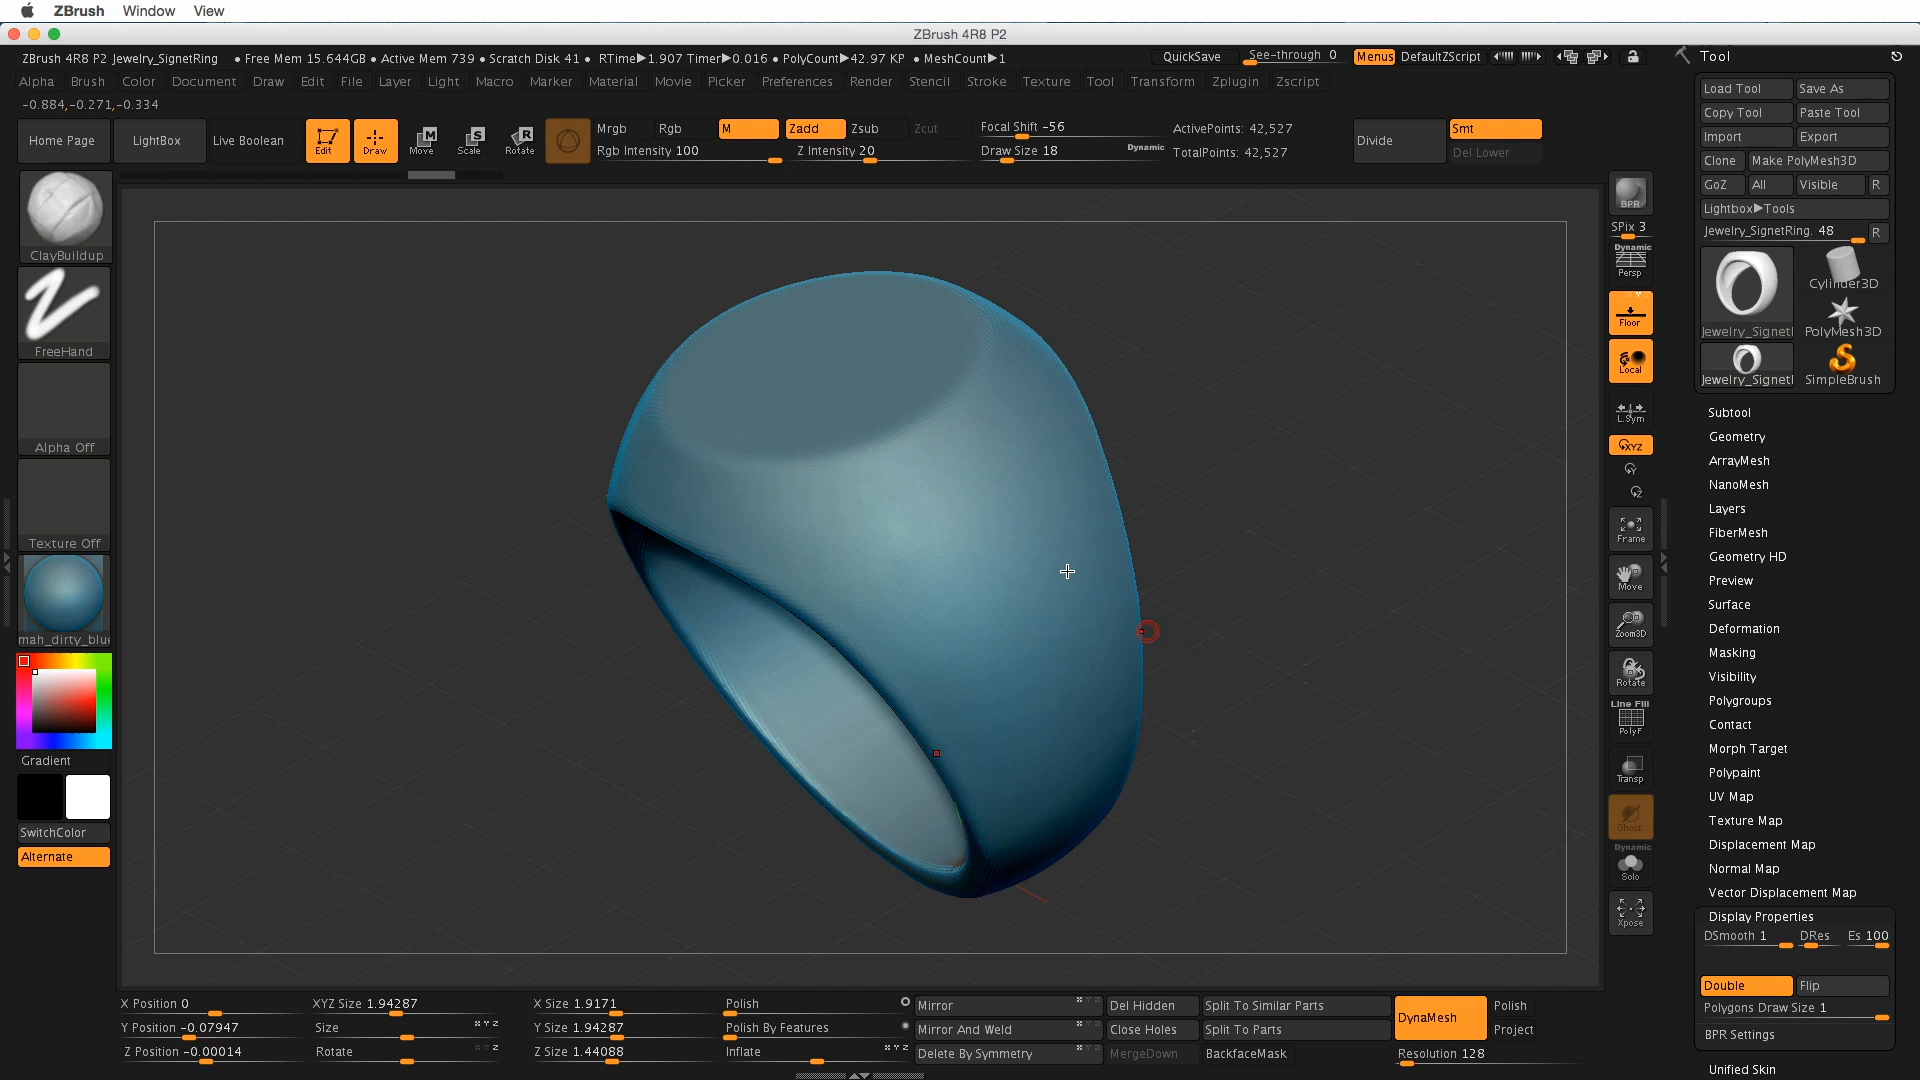 ZBrush Window View
ZBrush 4R8 P2
ZBrush 4R8 P2 Jewelry_SignetRing • Free Mem 15.644GB • Active Mem 739 • Scratch Disk 41 • RTime▶1.907 Timer▶0.016 • PolyCount▶42.97 KP • MeshCount▶1 QuickSave See-through 0 Menus DefaultZScript
Alpha Brush Color Document Draw Edit File Layer Light Macro Marker Material Movie Picker Preferences Render Stencil Stroke Texture Tool Transform Zplugin Zscript
-0.884,-0.271,-0.334
Home Page LightBox Live Boolean Edit Draw Move Scale Rotate
Mrgb Rgb M Zadd Zsub Zcut Focal Shift -56 ActivePoints: 42,527 Divide Smt
Rgb Intensity 100 Z Intensity 20 Draw Size 18 Dynamic TotalPoints: 42,527 Del Lower
ClayBuildup
FreeHand
Alpha Off
Texture Off
mah_dirty_blue
Gradient
SwitchColor
Alternate
BPR
SPix 3
Dynamic
Persp
Floor
Local
L.Sym
XYZ
Y
Z
Frame
Move
Zoom3D
Rotate
Line Fill
PolyF
Transp
Ghost
Dynamic
Solo
Xpose
Tool
Load Tool Save As
Copy Tool Paste Tool
Import Export
Clone Make PolyMesh3D
GoZ All Visible R
Lightbox▶Tools
Jewelry_SignetRing. 48 R
Cylinder3D
Jewelry_Signetl PolyMesh3D
Jewelry_Signetl SimpleBrush
Subtool
Geometry
ArrayMesh
NanoMesh
Layers
FiberMesh
Geometry HD
Preview
Surface
Deformation
Masking
Visibility
Polygroups
Contact
Morph Target
Polypaint
UV Map
Texture Map
Displacement Map
Normal Map
Vector Displacement Map
Display Properties
DSmooth 1 DRes Es 100
Double Flip
Polygons Draw Size 1
BPR Settings
Unified Skin
X Position 0 XYZ Size 1.94287 X Size 1.9171 Polish Mirror Del Hidden Split To Similar Parts DynaMesh Polish
Y Position -0.07947 Size Y Size 1.94287 Polish By Features Mirror And Weld Close Holes Split To Parts Project
Z Position -0.00014 Rotate Z Size 1.44088 Inflate Delete By Symmetry MergeDown BackfaceMask Resolution 128